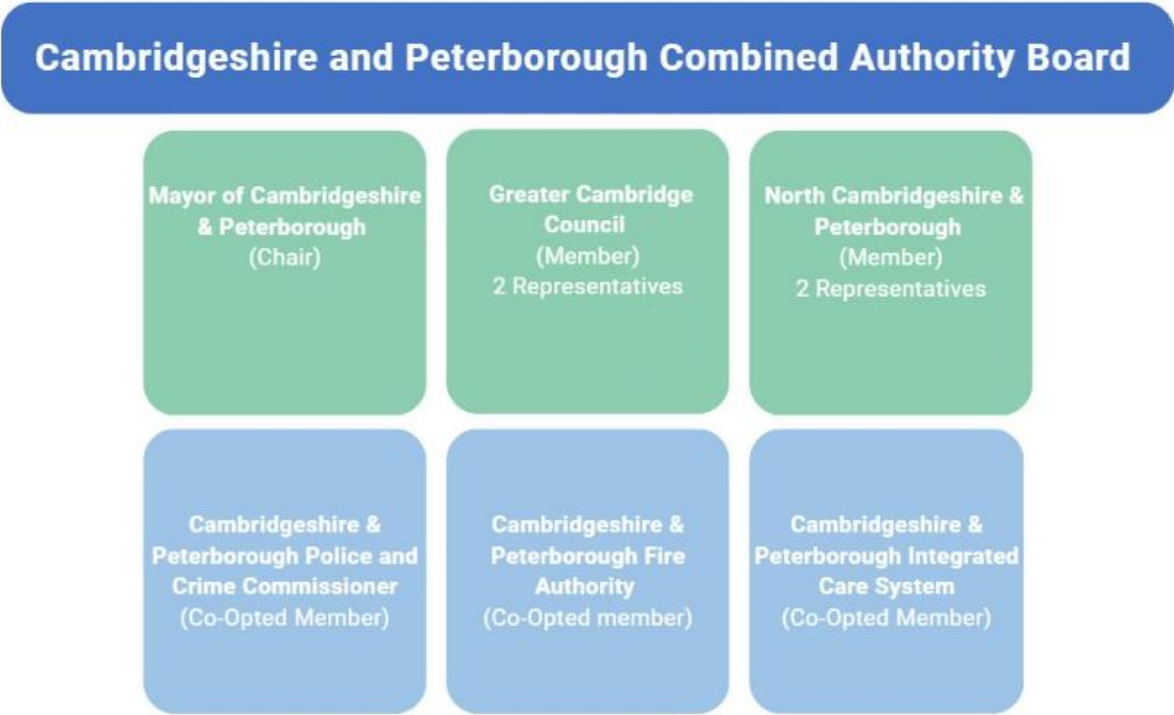 Cambridgeshire and Peterborough Combined Authority Board
Mayor of Cambridgeshire
& Peterborough
(Chair)
Greater Cambridge
Council
(Member)
2 Representatives
North Cambridgeshire &
Peterborough
(Member)
2 Representatives
Cambridgeshire &
Peterborough Police and
Crime Commissioner
(Co-Opted Member)
Cambridgeshire &
Peterborough Fire
Authority
(Co-Opted member)
Cambridgeshire &
Peterborough Integrated
Care System
(Co-Opted Member)